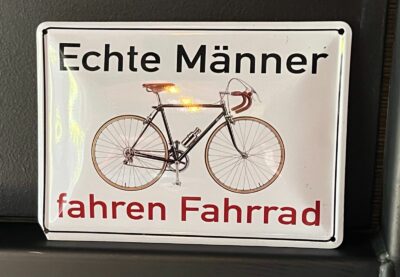 Echte Männer
fahren Fahrrad